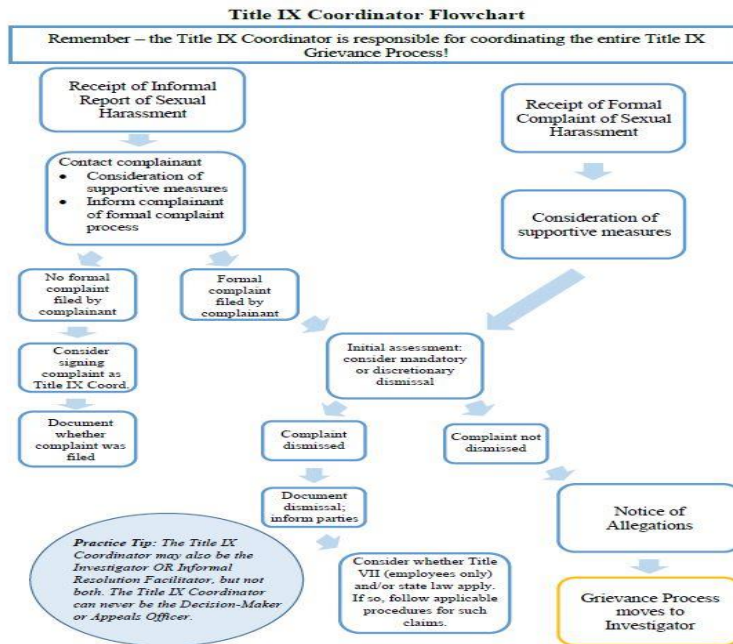 Title IX Coordinator Flowchart
Remember – the Title IX Coordinator is responsible for coordinating the entire Title IX
Grievance Process!
Receipt of Informal
Report of Sexual
Harassment
Contact complainant
• Consideration of
supportive measures
• Inform complainant
of formal complaint
process
No formal
complaint
filed by
complainant
Consider
signing
complaint as
Title IX Coord.
Document
whether
complaint was
filed
Formal
complaint
filed by
complainant
Receipt of Formal
Complaint of Sexual
Harassment
Consideration of
supportive measures
Initial assessment:
consider mandatory
or discretionary
dismissal
Complaint
dismissed
Document
dismissal;
inform parties
Consider whether Title
VII (employees only)
and/or state law apply.
If so, follow applicable
procedures for such
claims.
Complaint not
dismissed
Notice of
Allegations
Grievance Process
moves to
Investigator
Practice Tip: The Title IX
Coordinator may also be the
Investigator OR Informal
Resolution Facilitator, but not
both. The Title IX Coordinator
can never be the Decision-Maker
or Appeals Officer.